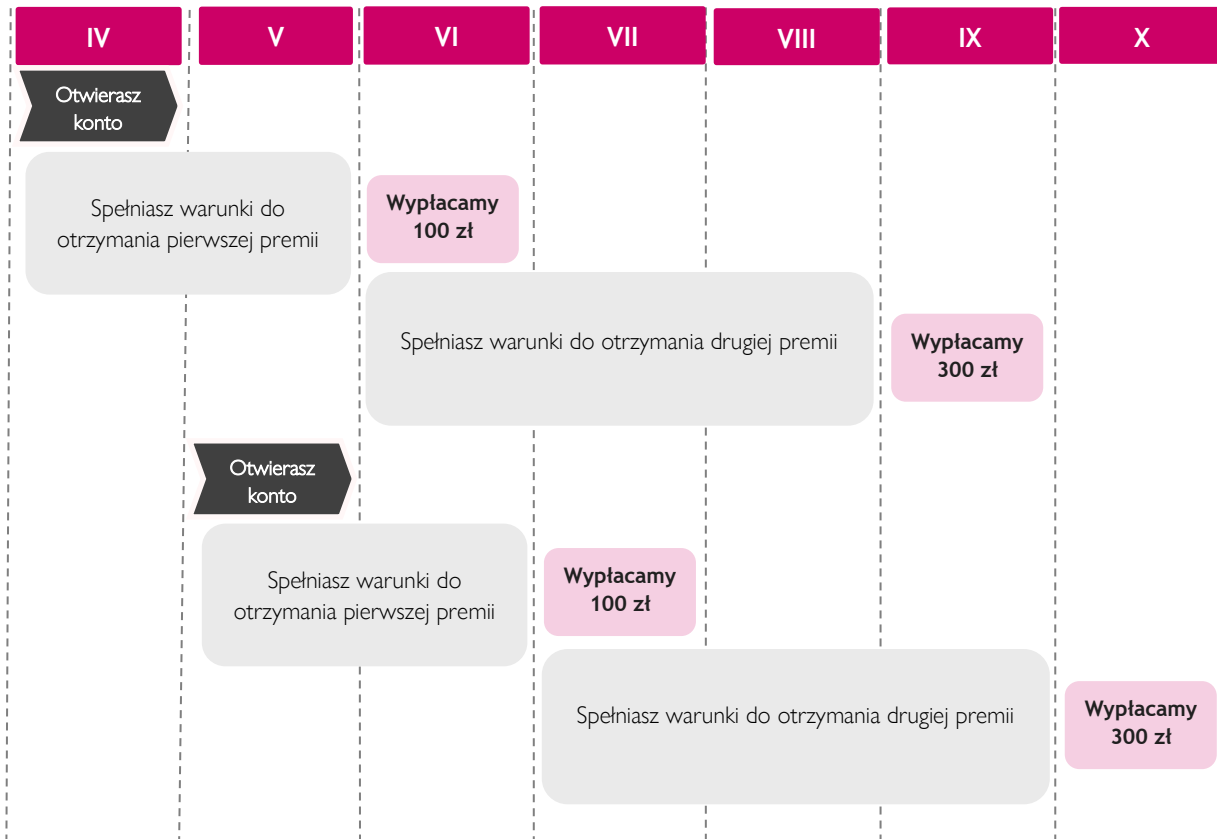 IV V VI VII VIII IX X
Otwierasz
konto
Spełniasz warunki do
otrzymania pierwszej premii
Wypłacamy
100 zł
Spełniasz warunki do otrzymania drugiej premii
Wypłacamy
300 zł
Otwierasz
konto
Spełniasz warunki do
otrzymania pierwszej premii
Wypłacamy
100 zł
Spełniasz warunki do otrzymania drugiej premii
Wypłacamy
300 zł